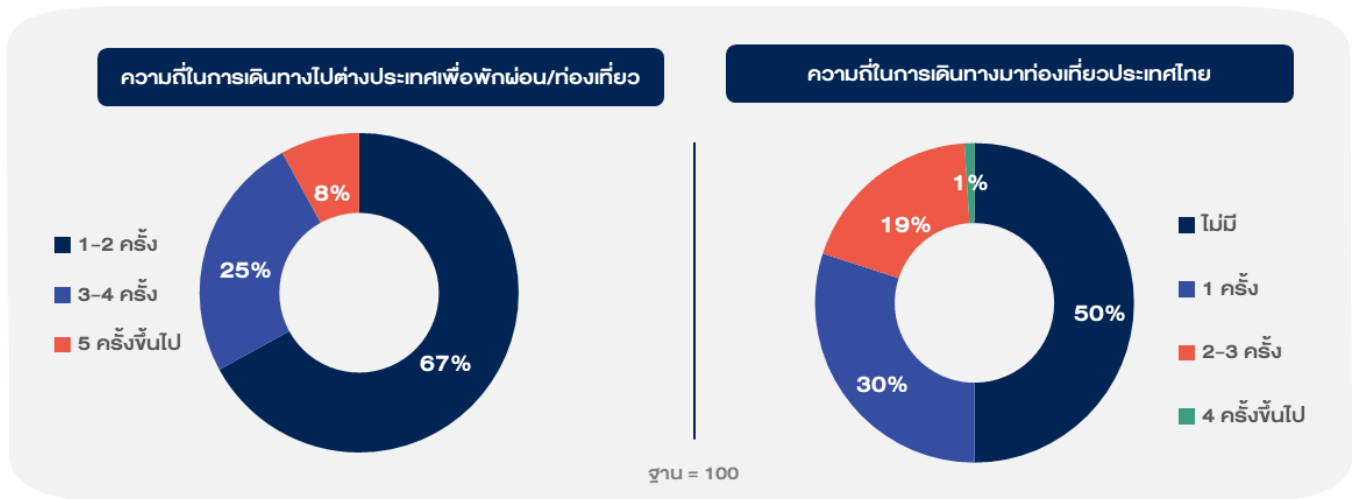 ความถี่ในการเดินทางไปต่างประเทศเพื่อพักผ่อน/ท่องเที่ยว
8%
25%
67%
1-2 ครั้ง
3-4 ครั้ง
5 ครั้งขึ้นไป
ความถี่ในการเดินทางมาท่องเที่ยวประเทศไทย
1%
19%
50%
30%
ไม่มี
1 ครั้ง
2-3 ครั้ง
4 ครั้งขึ้นไป
ฐาน = 100